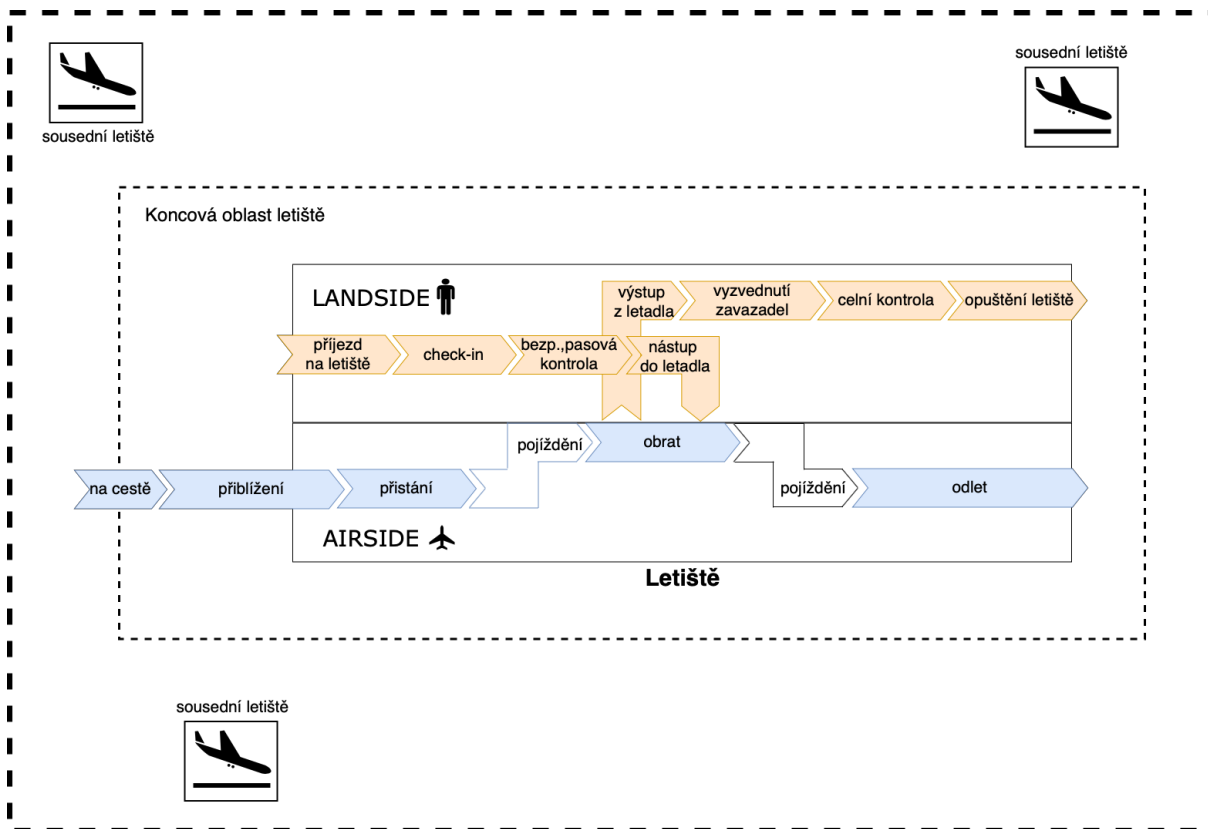 sousední letiště
sousední letiště
Koncová oblast letiště
LANDSIDE
výstup
z letadla
vyzvednutí
zavazadel
celní kontrola
opuštění letiště
příjezd
na letiště
check-in
bezp.,pasová
kontrola
nástup
do letadla
pojíždění
obrat
na cestě
přiblížení
přistání
pojíždění
odlet
AIRSIDE
Letiště
sousední letiště